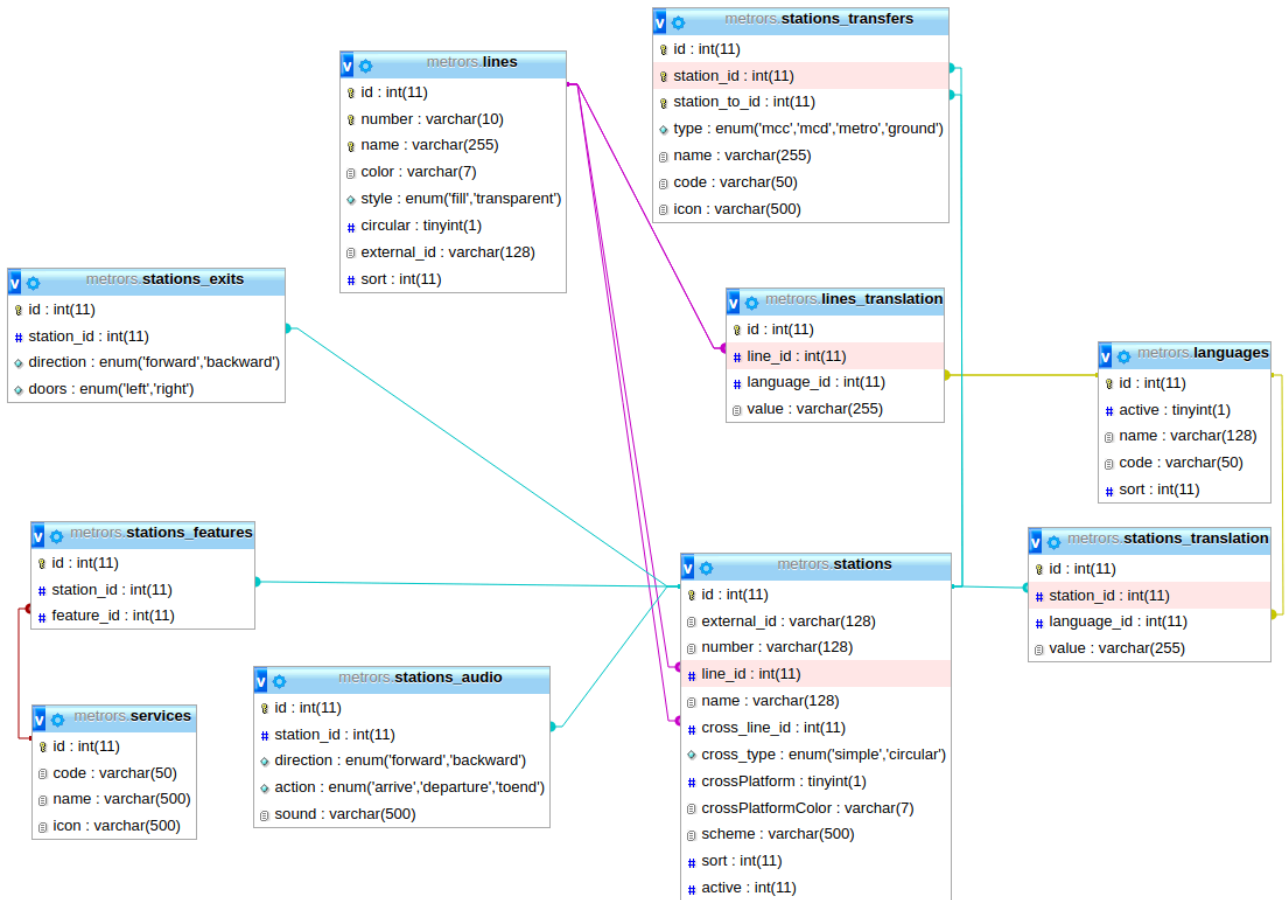 metrors.stations_transfers
id : int(11)
station_id : int(11)
station_to_id : int(11)
type : enum('mcc','mcd','metro','ground')
name : varchar(255)
code : varchar(50)
icon : varchar(500)
metrors.lines
id : int(11)
number : varchar(10)
name : varchar(255)
color : varchar(7)
style : enum('fill','transparent')
circular : tinyint(1)
external_id : varchar(128)
sort : int(11)
metrors.stations_exits
id : int(11)
station_id : int(11)
direction : enum('forward','backward')
doors : enum('left','right')
metrors.lines_translation
id : int(11)
line_id : int(11)
language_id : int(11)
value : varchar(255)
metrors.languages
id : int(11)
active : tinyint(1)
name : varchar(128)
code : varchar(50)
sort : int(11)
metrors.stations_features
id : int(11)
station_id : int(11)
feature_id : int(11)
metrors.stations_translation
id : int(11)
station_id : int(11)
language_id : int(11)
value : varchar(255)
metrors.stations
id : int(11)
external_id : varchar(128)
number : varchar(128)
line_id : int(11)
name : varchar(128)
cross_line_id : int(11)
cross_type : enum('simple','circular')
crossPlatform : tinyint(1)
crossPlatformColor : varchar(7)
scheme : varchar(500)
sort : int(11)
active : int(11)
metrors.stations_audio
id : int(11)
station_id : int(11)
direction : enum('forward','backward')
action : enum('arrive','departure','toend')
sound : varchar(500)
metrors.services
id : int(11)
code : varchar(50)
name : varchar(500)
icon : varchar(500)